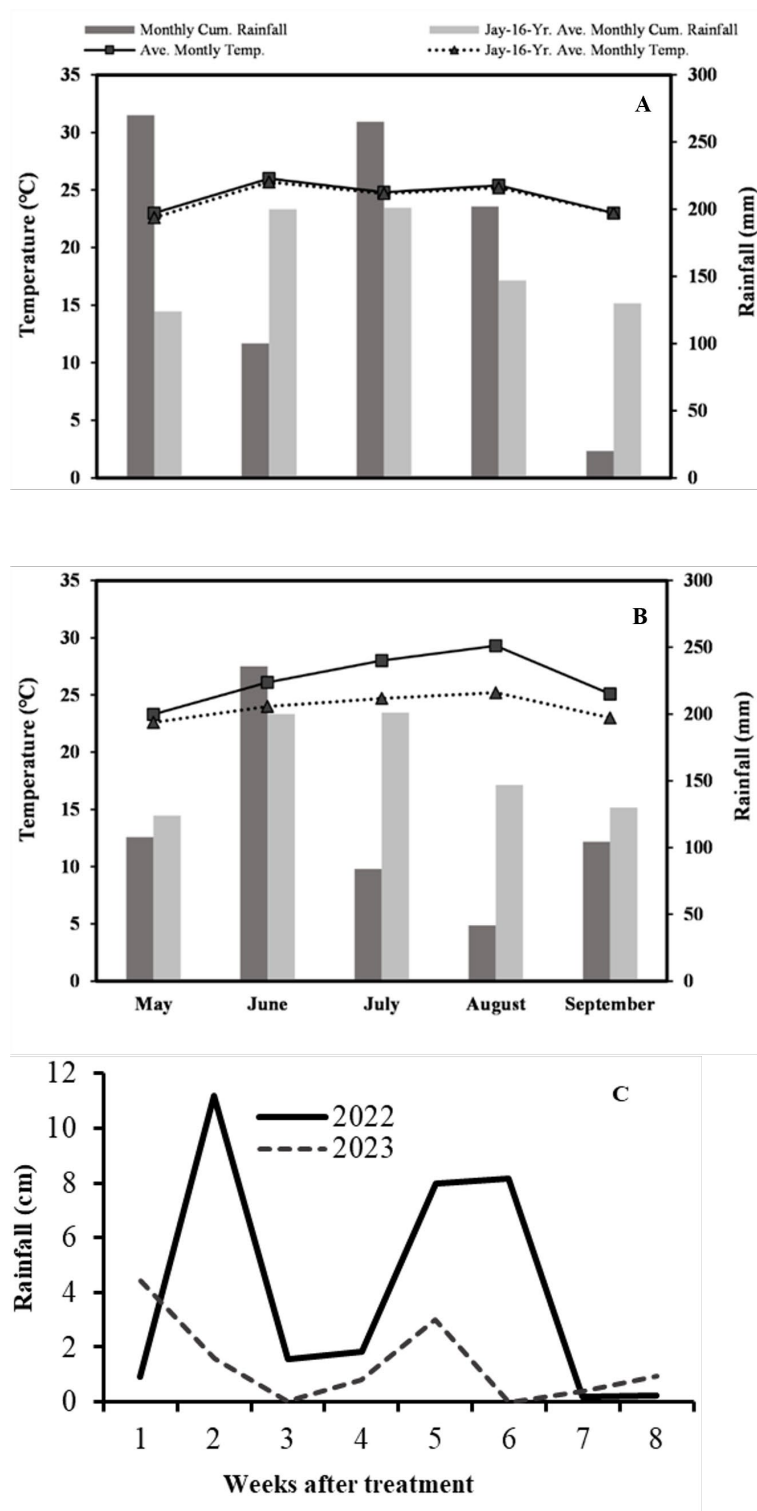 Monthly Cum. Rainfall
Jay-16-Yr. Ave. Monthly Cum. Rainfall
Ave. Montly Temp.
Jay-16-Yr. Ave. Monthly Temp.
A
35
30
25
20
15
10
5
0
Temperature (°C)
300
250
200
150
100
50
0
Rainfall (mm)
B
35
30
25
20
15
10
5
0
Temperature (°C)
300
250
200
150
100
50
0
Rainfall (mm)
May June July August September
C
12
10
8
6
4
2
0
Rainfall (cm)
2022
2023
1 2 3 4 5 6 7 8
Weeks after treatment